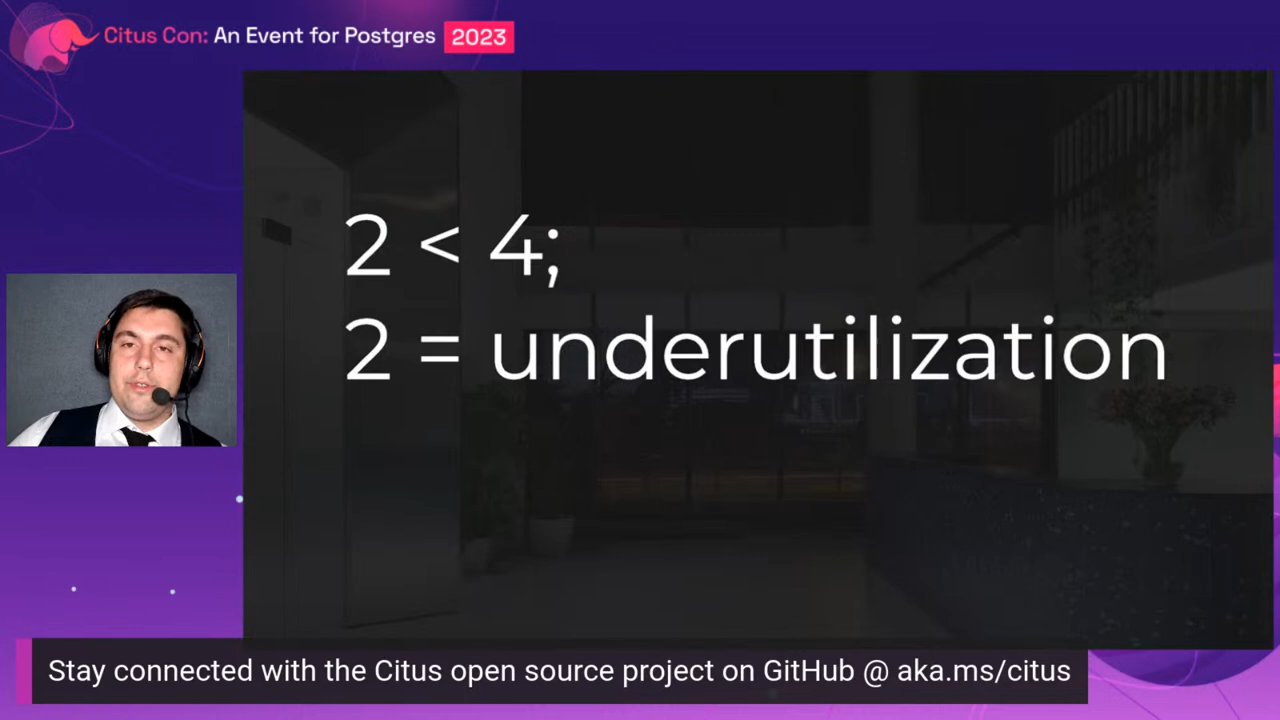 Citus Con: An Event for Postgres 2023
2 < 4;
2 = underutilization
Stay connected with the Citus open source project on GitHub @ aka.ms/citus